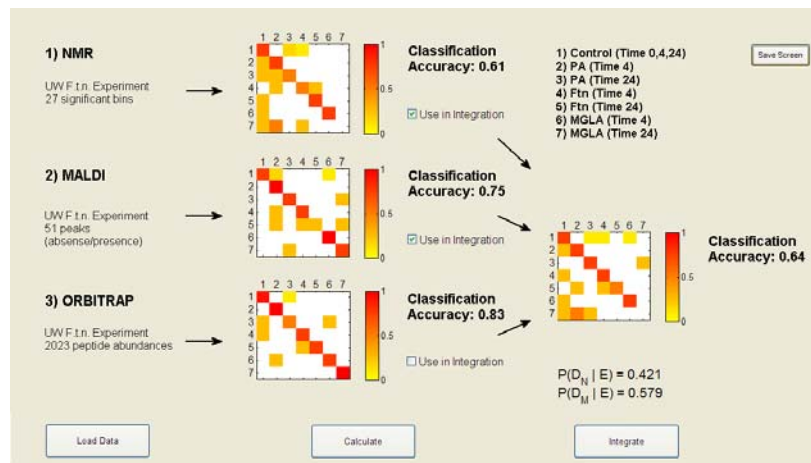 1) NMR
UW F.t.n. Experiment
27 significant bins
1 2 3 4 5 6 7
1
2
3
4
5
6
7
1
0.5
0
Classification
Accuracy: 0.61
Use in Integration
1) Control (Time 0,4,24)
2) PA (Time 4)
3) PA (Time 24)
4) Ftn (Time 4)
5) Ftn (Time 24)
6) MGLA (Time 4)
7) MGLA (Time 24)
Save Screen
2) MALDI
UW F.t.n. Experiment
51 peaks
(absense/presence)
1 2 3 4 5 6 7
1
2
3
4
5
6
7
1
0.5
0
Classification
Accuracy: 0.75
Use in Integration
1 2 3 4 5 6 7
1
2
3
4
5
6
7
1
0.5
0
Classification
Accuracy: 0.64
3) ORBITRAP
UW F.t.n. Experiment
2023 peptide abundances
1 2 3 4 5 6 7
1
2
3
4
5
6
7
1
0.5
0
Classification
Accuracy: 0.83
Use in Integration
P(D_N | E) = 0.421
P(D_M | E) = 0.579
Load Data
Calculate
Integrate